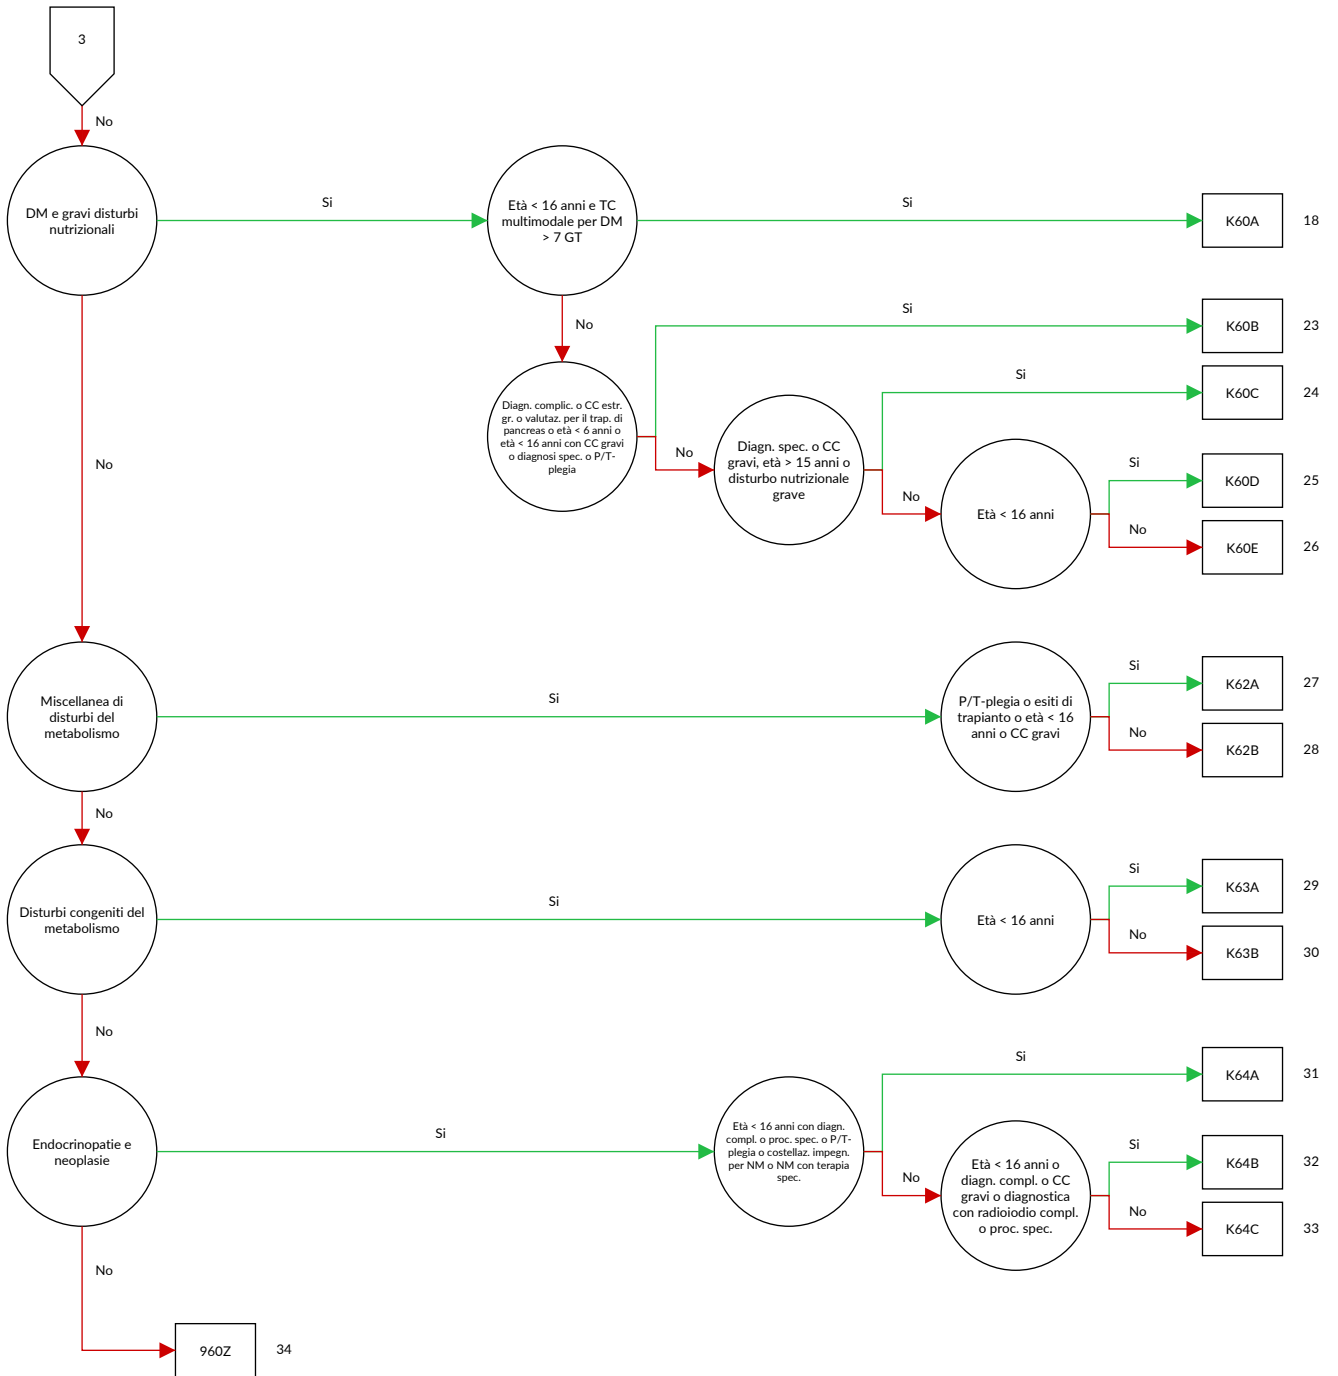 3
No
DM e gravi disturbi
nutrizionali
Si
Età < 16 anni e TC
multimodale per DM
> 7 GT
Si
K60A
18
No
Diagn. complic. o CC estr.
gr. o valutaz. per il trap. di
pancreas o età < 6 anni o
età < 16 anni con CC gravi
o diagnosi spec. o P/T-
plegia
Si
K60B
23
No
Diagn. spec. o CC
gravi, età > 15 anni o
disturbo nutrizionale
grave
Si
K60C
24
No
Età < 16 anni
Si
K60D
25
No
K60E
26
No
Miscellanea di
disturbi del
metabolismo
Si
P/T-plegia o esiti di
trapianto o età < 16
anni o CC gravi
Si
K62A
27
No
K62B
28
No
Disturbi congeniti del
metabolismo
Si
Età < 16 anni
Si
K63A
29
No
K63B
30
No
Endocrinopatie e
neoplasie
Si
Età < 16 anni con diagn.
compl. o proc. spec. o P/T-
plegia o costellaz. impegn.
per NM o NM con terapia
spec.
Si
K64A
31
No
Età < 16 anni o
diagn. compl. o CC
gravi o diagnostica
con radioiodio compl.
o proc. spec.
Si
K64B
32
No
K64C
33
No
960Z
34